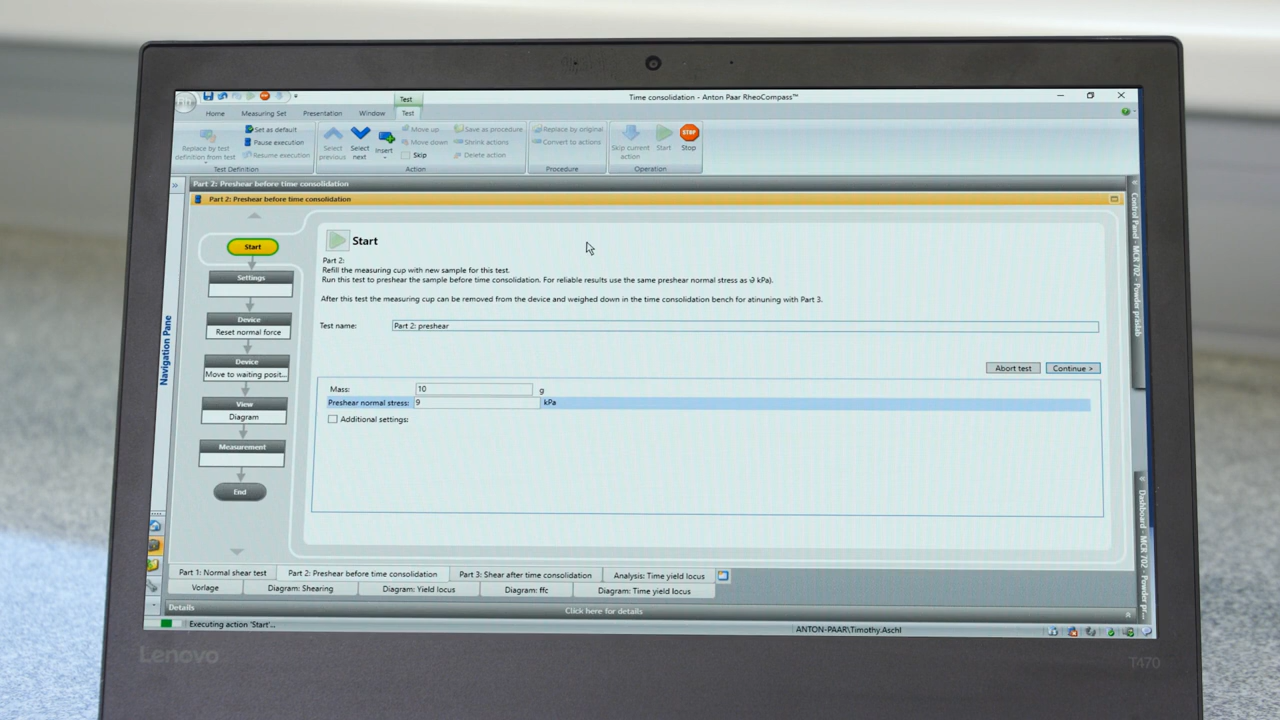 Test
Time consolidation - Anton Paar RheoCompass™
Home Measuring Set Presentation Window Test
Replace by test definition from test
Set as default
Pause execution
Resume execution
Test Definition
Select previous
Select next
Insert
Move up
Move down
Skip
Save as procedure
Shrink actions
Delete action
Action
Replace by original
Convert to actions
Procedure
Skip current action
Start
STOP
Stop
Operation
Part 2: Preshear before time consolidation
Part 2: Preshear before time consolidation
Navigation Pane
Start
Settings
Device
Reset normal force
Device
Move to waiting posit...
View
Diagram
Measurement
End
Start
Part 2:
Refill the measuring cup with new sample for this test.
Run this test to preshear the sample before time consolidation. For reliable results use the same preshear normal stress as kPa).
After this test the measuring cup can be removed from the device and weighed down in the time consolidation bench for with Part 3.
Test name: Part 2: preshear
Abort test Continue >
Mass: 10 g
Preshear normal stress: 9 kPa
Additional settings:
Control Panel - MCR 702 - Powder präslab
Dashboard - MCR 702 - Powder pr...
Part 1: Normal shear test Part 2: Preshear before time consolidation Part 3: Shear after time consolidation Analysis: Time yield locus
Vorlage Diagram: Shearing Diagram: Yield locus Diagram: ffc Diagram: Time yield locus
Details Click here for details
Executing action 'Start'... ANTON-PAAR\Timothy.Aschl
Lenovo
T470